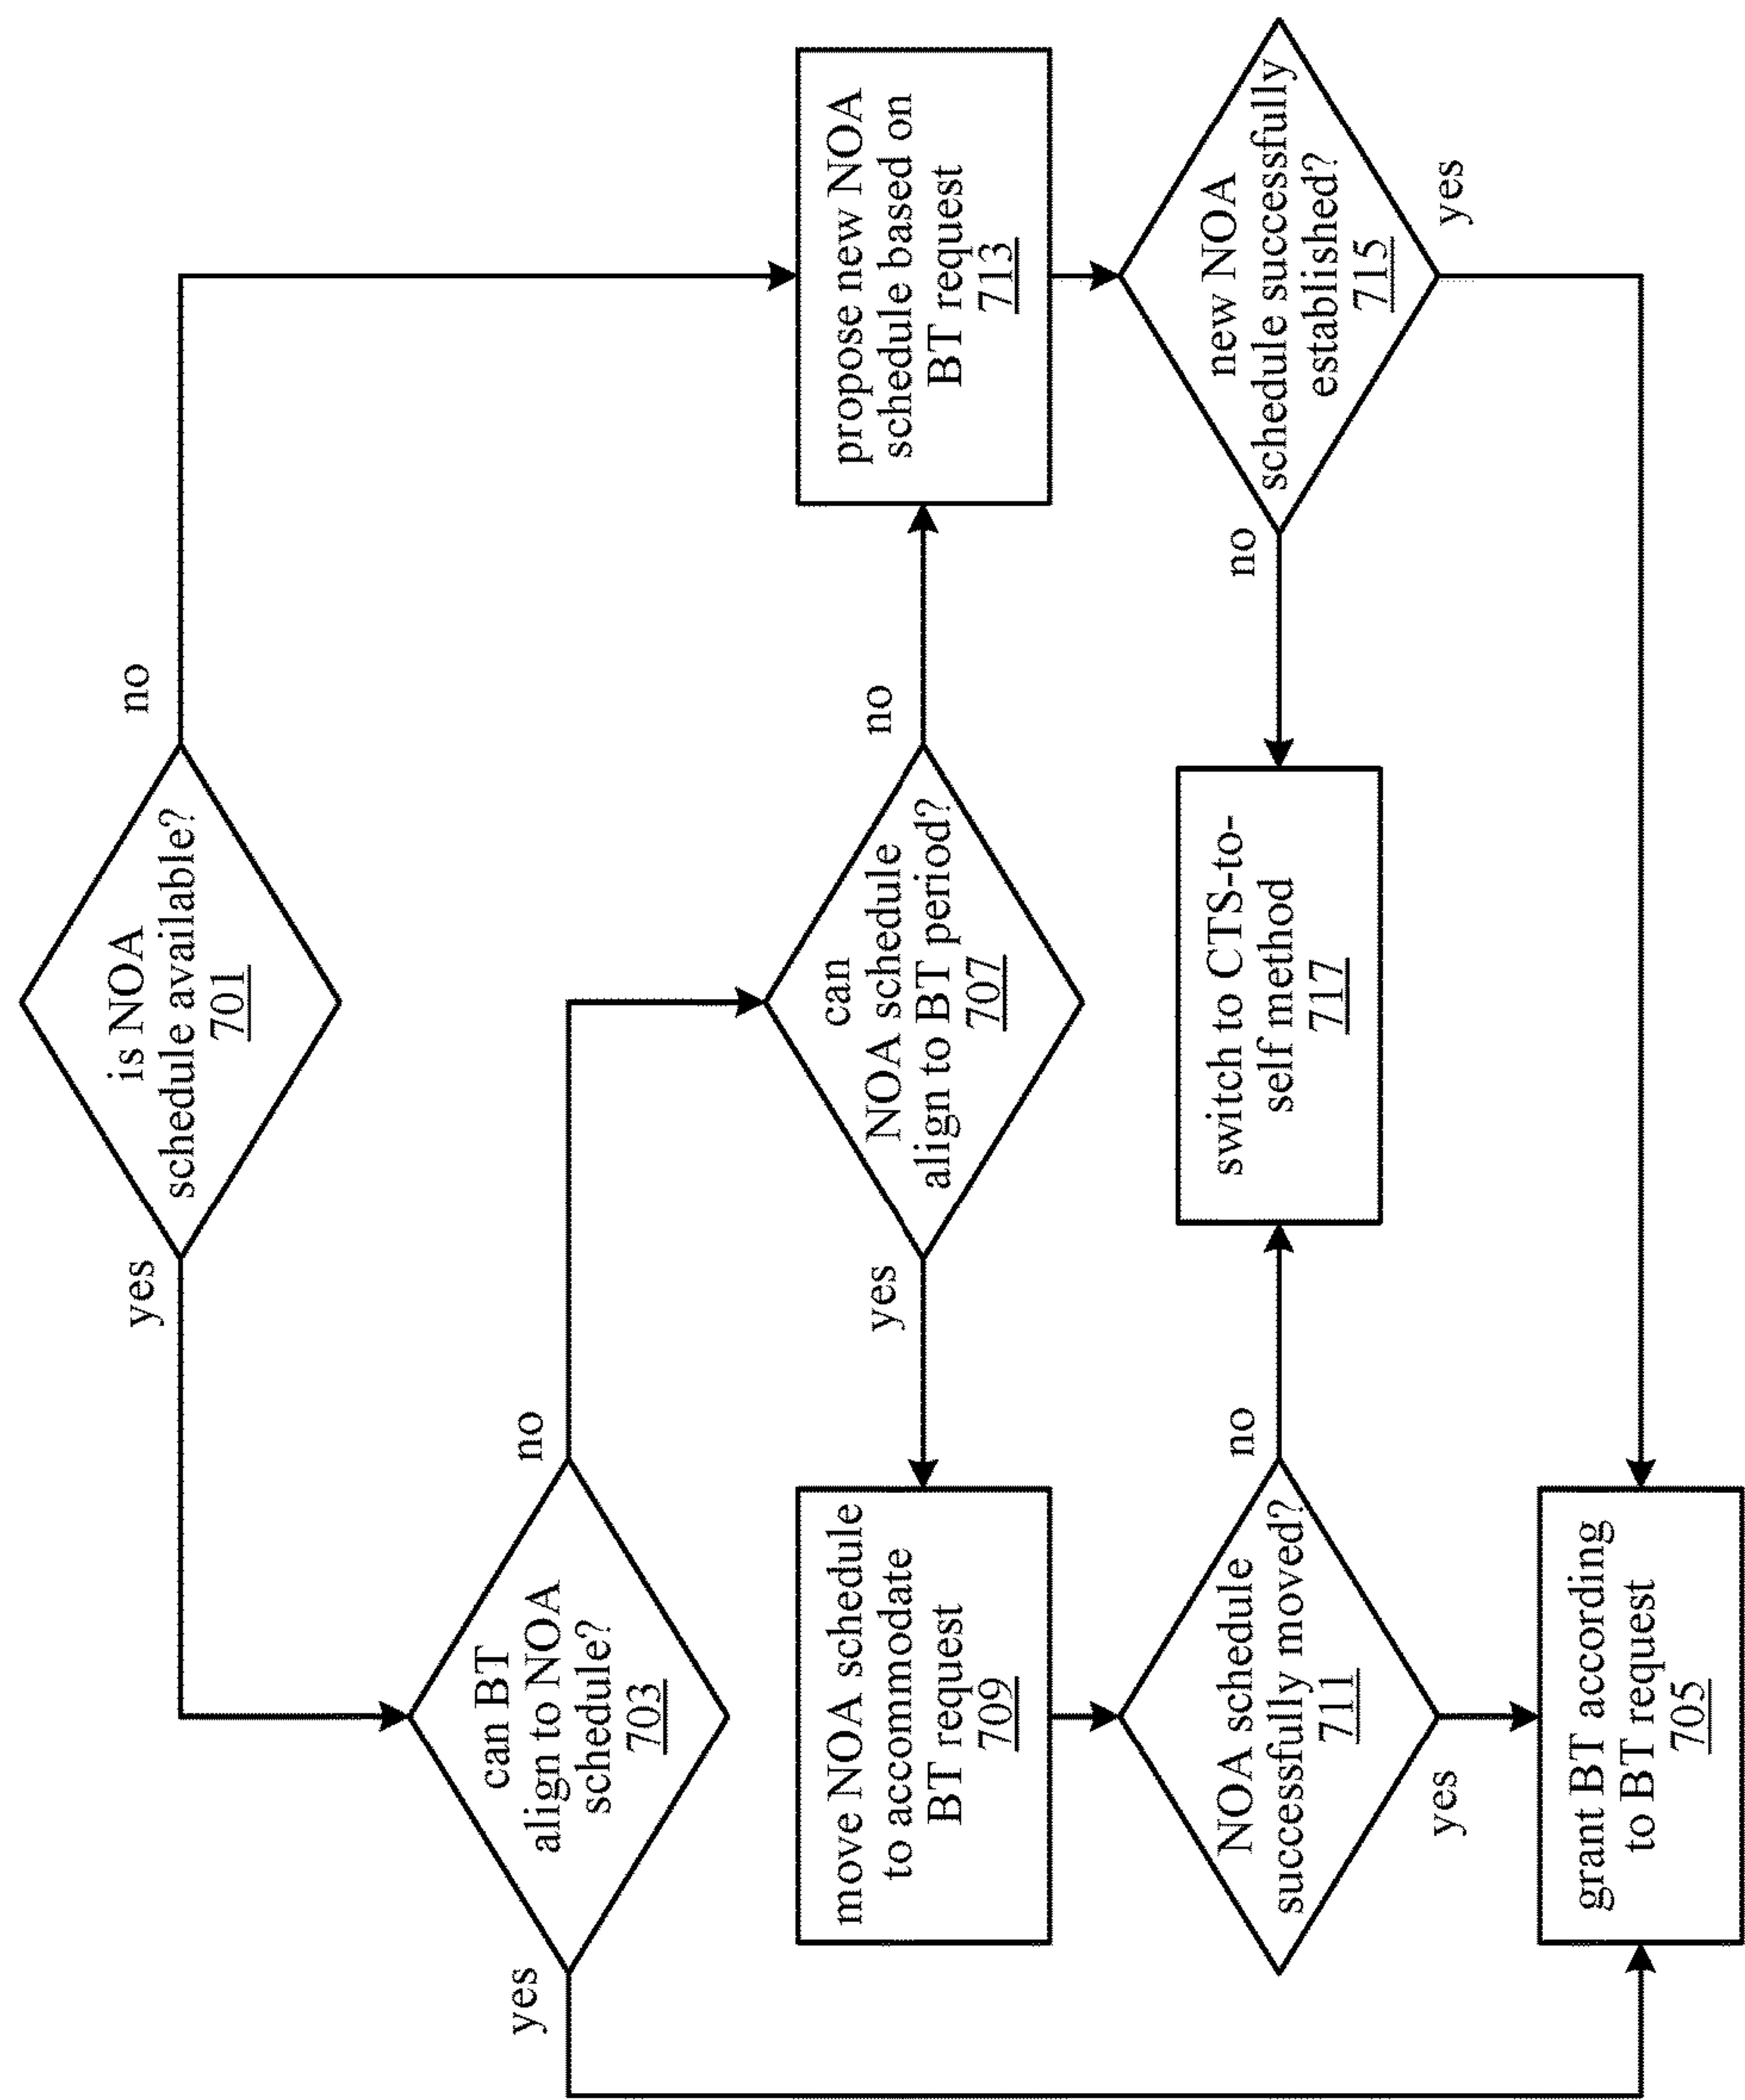 is NOA
schedule available?
701
yes
no
can BT
align to NOA
schedule?
703
yes
no
can
NOA schedule
align to BT period?
707
yes
no
move NOA schedule
to accommodate
BT request
709
propose new NOA
schedule based on
BT request
713
NOA schedule
successfully moved?
711
no
yes
switch to CTS-to-
self method
717
new NOA
schedule successfully
established?
715
no
yes
grant BT according
to BT request
705